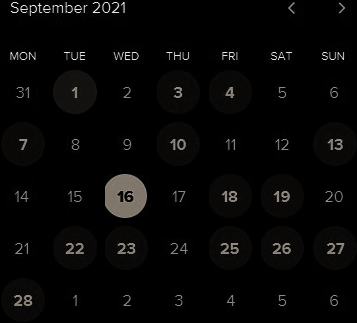 September 2021
MON TUE WED THU FRI SAT SUN
31 1 2 3 4 5 6
7 8 9 10 11 12 13
14 15 16 17 18 19 20
21 22 23 24 25 26 27
28 1 2 3 4 5 6